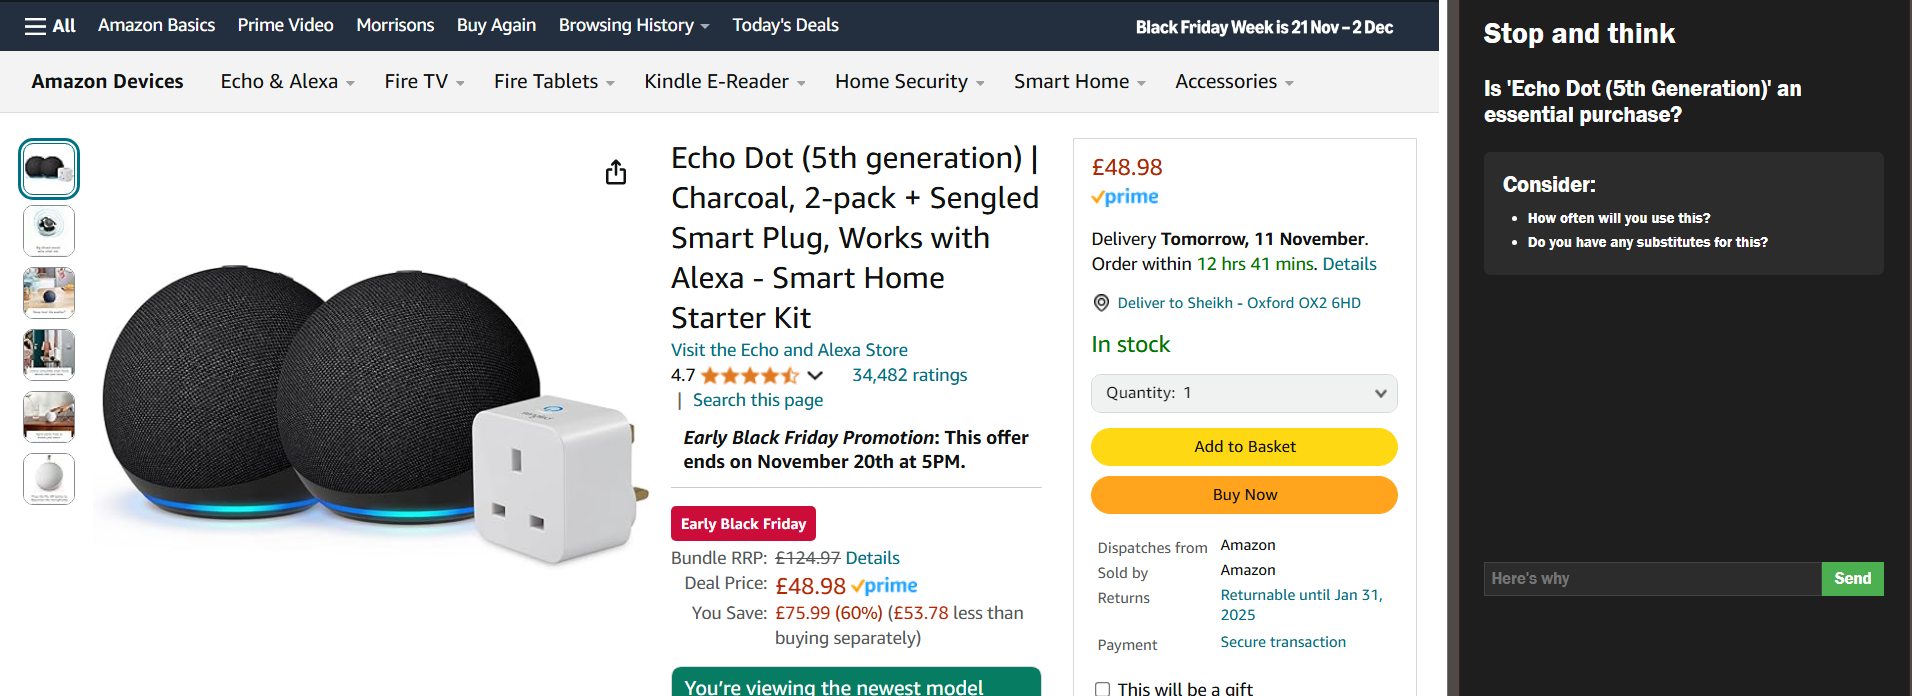 All Amazon Basics Prime Video Morrisons Buy Again Browsing History Today's Deals
Black Friday Week is 21 Nov – 2 Dec
Amazon Devices Echo & Alexa Fire TV Fire Tablets Kindle E-Reader Home Security Smart Home Accessories
Echo Dot (5th generation) |
Charcoal, 2-pack + Sengled
Smart Plug, Works with
Alexa - Smart Home
Starter Kit
Visit the Echo and Alexa Store
4.7 34,482 ratings
| Search this page
Early Black Friday Promotion: This offer
ends on November 20th at 5PM.
Early Black Friday
Bundle RRP: £124.97 Details
Deal Price: £48.98 prime
You Save: £75.99 (60%) (£53.78 less than
buying separately)
You're viewing the newest model
£48.98
prime
Delivery Tomorrow, 11 November.
Order within 12 hrs 41 mins. Details
Deliver to Sheikh - Oxford OX2 6HD
In stock
Quantity: 1
Add to Basket
Buy Now
Dispatches from Amazon
Sold by Amazon
Returns Returnable until Jan 31,
2025
Payment Secure transaction
This will be a gift
Stop and think
Is 'Echo Dot (5th Generation)' an
essential purchase?
Consider:
• How often will you use this?
• Do you have any substitutes for this?
Here's why Send